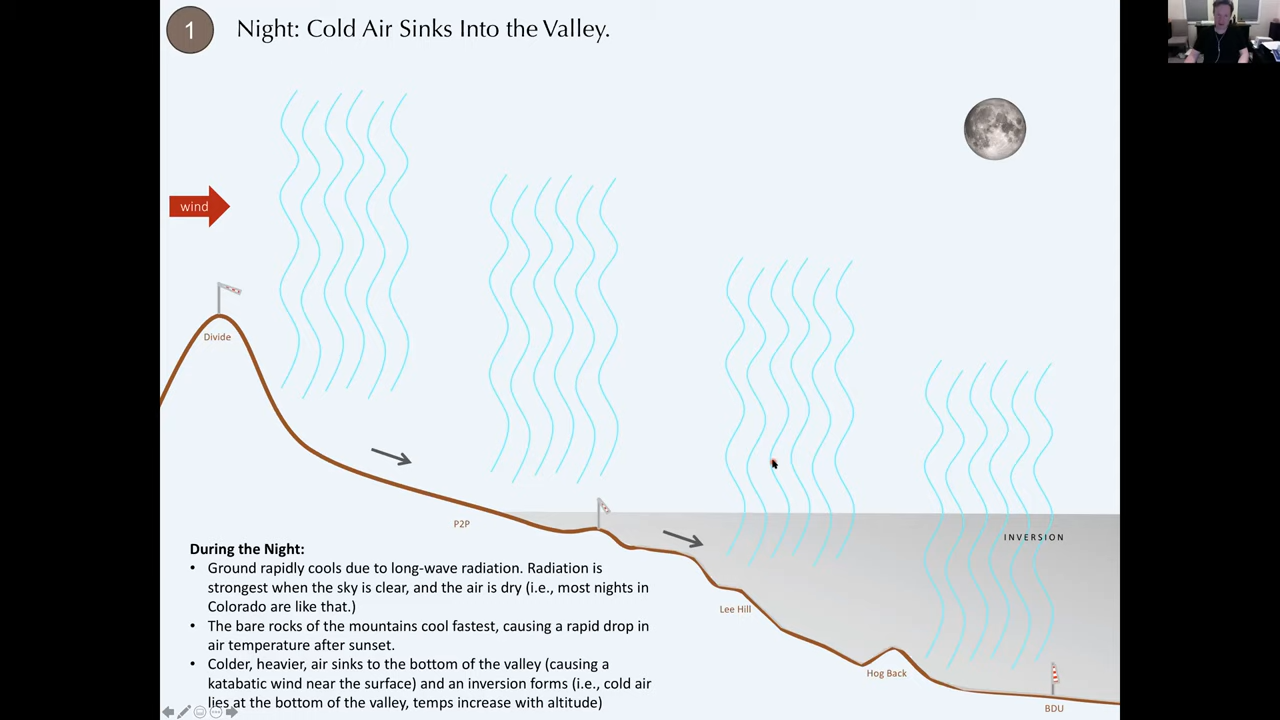 1
Night: Cold Air Sinks Into the Valley.
wind
Divide
P2P
INVERSION
Lee Hill
Hog Back
BDU
During the Night:
• Ground rapidly cools due to long-wave radiation. Radiation is
strongest when the sky is clear, and the air is dry (i.e., most nights in
Colorado are like that.)
• The bare rocks of the mountains cool fastest, causing a rapid drop in
air temperature after sunset.
• Colder, heavier, air sinks to the bottom of the valley (causing a
katabatic wind near the surface) and an inversion forms (i.e., cold air
lies at the bottom of the valley, temps increase with altitude)